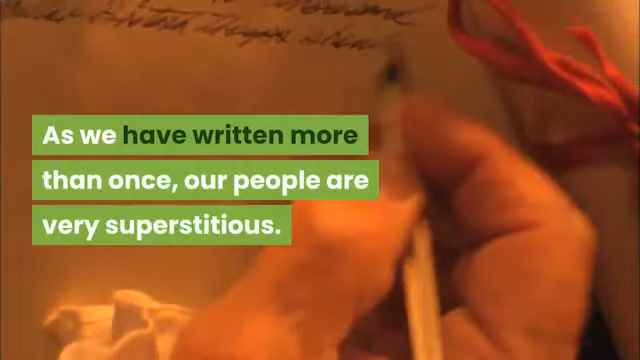 As we have written more
than once, our people are
very superstitious.